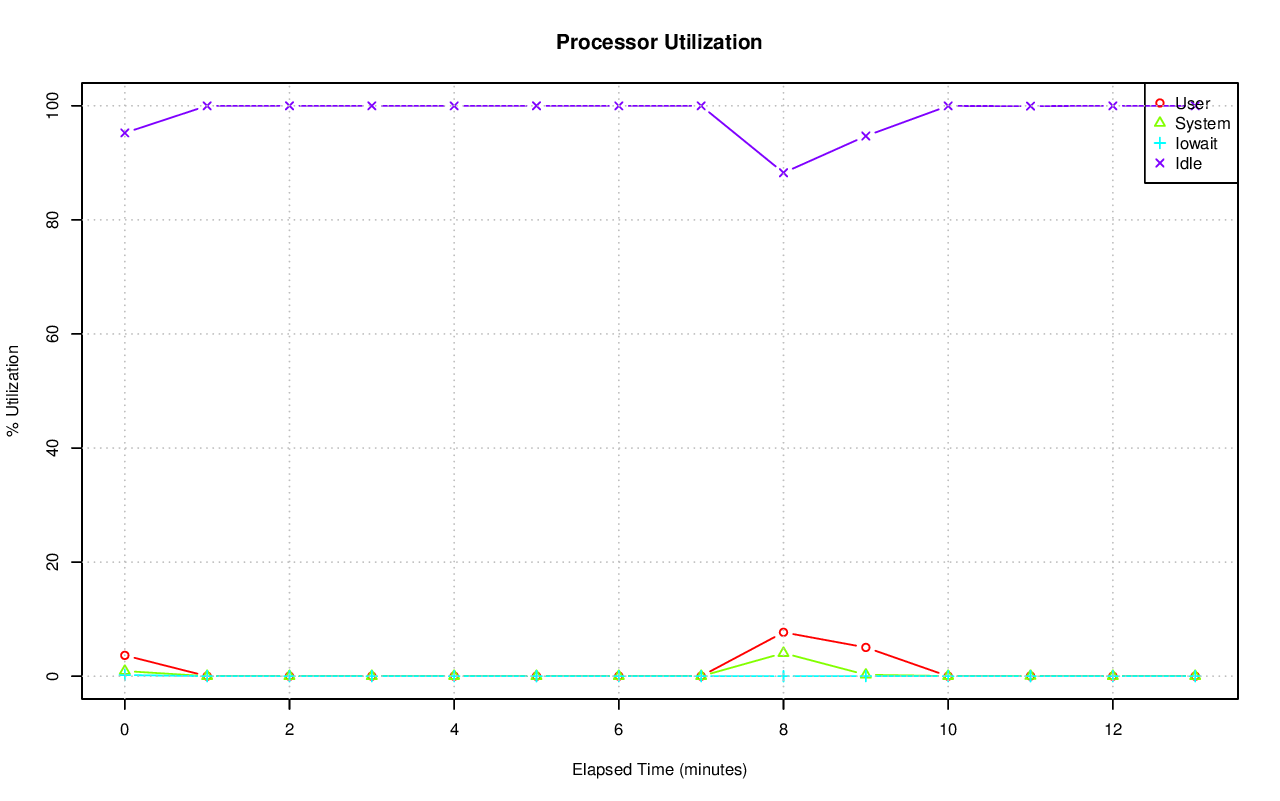 Processor Utilization
100
80
60
40
20
0
% Utilization
User
System
Iowait
Idle
0 2 4 6 8 10 12
Elapsed Time (minutes)